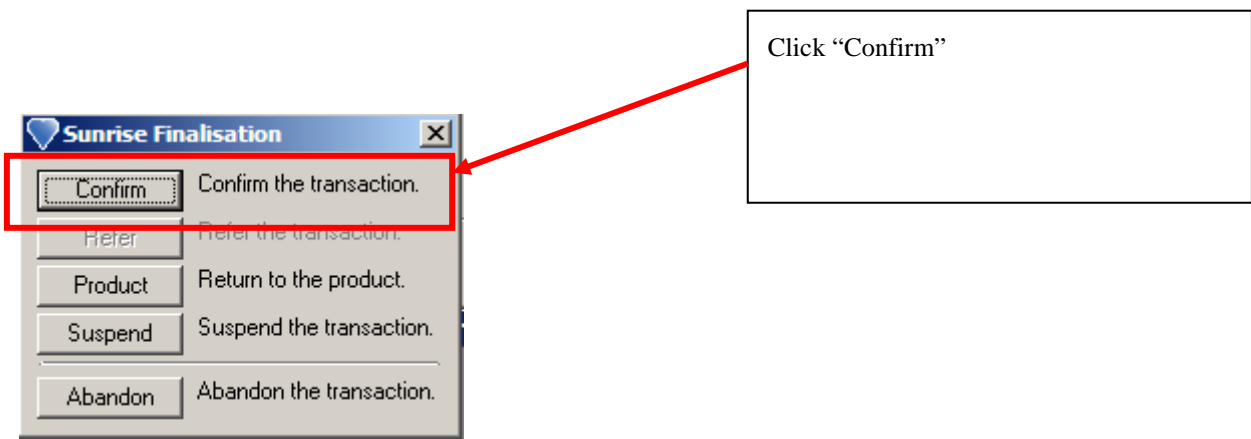 Click “Confirm”
Sunrise Finalisation
Confirm Confirm the transaction.
Refer Refer the transaction.
Product Return to the product.
Suspend Suspend the transaction.
Abandon Abandon the transaction.